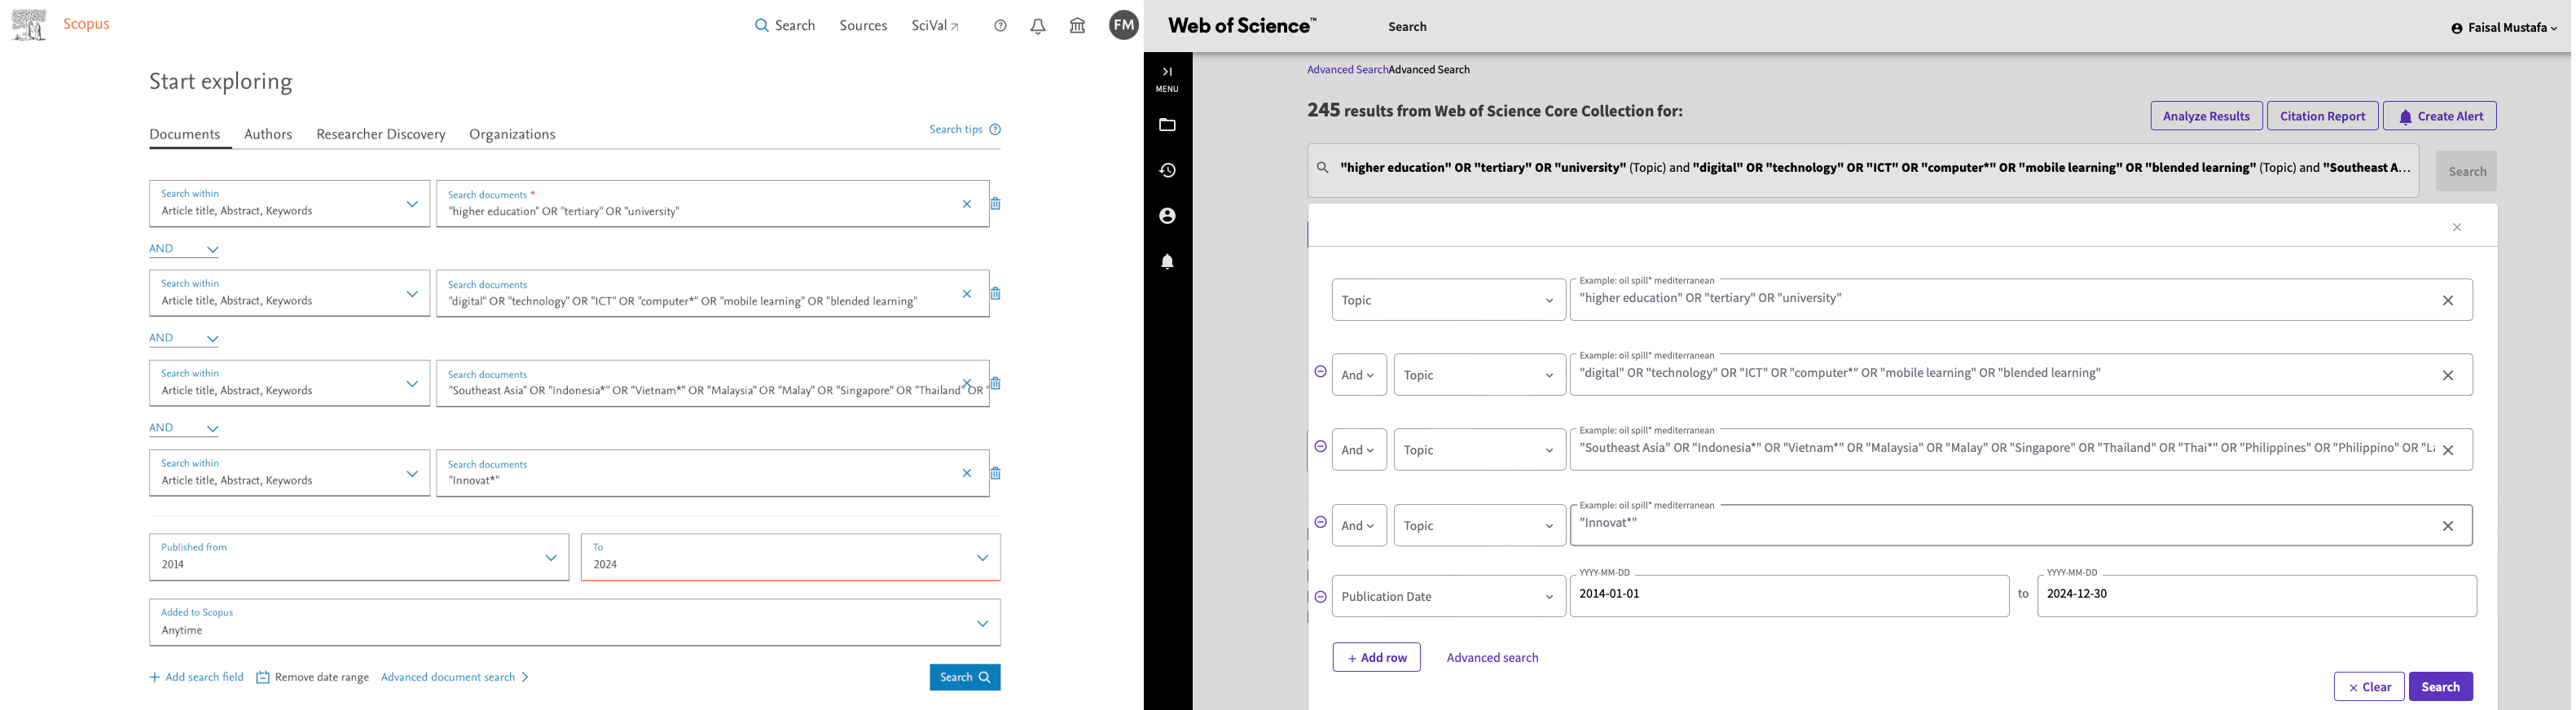 Scopus
Search
Sources
SciVal
FM
Start exploring
Documents
Authors
Researcher Discovery
Organizations
Search tips
Search within
Article title, Abstract, Keywords
Search documents *
"higher education" OR "tertiary" OR "university"
AND
Search within
Article title, Abstract, Keywords
Search documents
"digital" OR "technology" OR "ICT" OR "computer*" OR "mobile learning" OR "blended learning"
AND
Search within
Article title, Abstract, Keywords
Search documents
"Southeast Asia" OR "Indonesia*" OR "Vietnam*" OR "Malaysia" OR "Malay" OR "Singapore" OR "Thailand" OR "
AND
Search within
Article title, Abstract, Keywords
Search documents
"Innovat*"
Published from
2014
To
2024
Added to Scopus
Anytime
+ Add search field
Remove date range
Advanced document search
Search
Web of Science™
Search
Faisal Mustafa
MENU
Advanced SearchAdvanced Search
245 results from Web of Science Core Collection for:
Analyze Results
Citation Report
Create Alert
"higher education" OR "tertiary" OR "university" (Topic) and "digital" OR "technology" OR "ICT" OR "computer*" OR "mobile learning" OR "blended learning" (Topic) and "Southeast A...
Search
Topic
Example: oil spill* mediterranean
"higher education" OR "tertiary" OR "university"
And
Topic
Example: oil spill* mediterranean
"digital" OR "technology" OR "ICT" OR "computer*" OR "mobile learning" OR "blended learning"
And
Topic
Example: oil spill* mediterranean
"Southeast Asia" OR "Indonesia*" OR "Vietnam*" OR "Malaysia" OR "Malay" OR "Singapore" OR "Thailand" OR "Thai*" OR "Philippines" OR "Philippino" OR "La
And
Topic
Example: oil spill* mediterranean
"Innovat*"
Publication Date
YYYY-MM-DD
2014-01-01
to
YYYY-MM-DD
2024-12-30
+ Add row
Advanced search
× Clear
Search